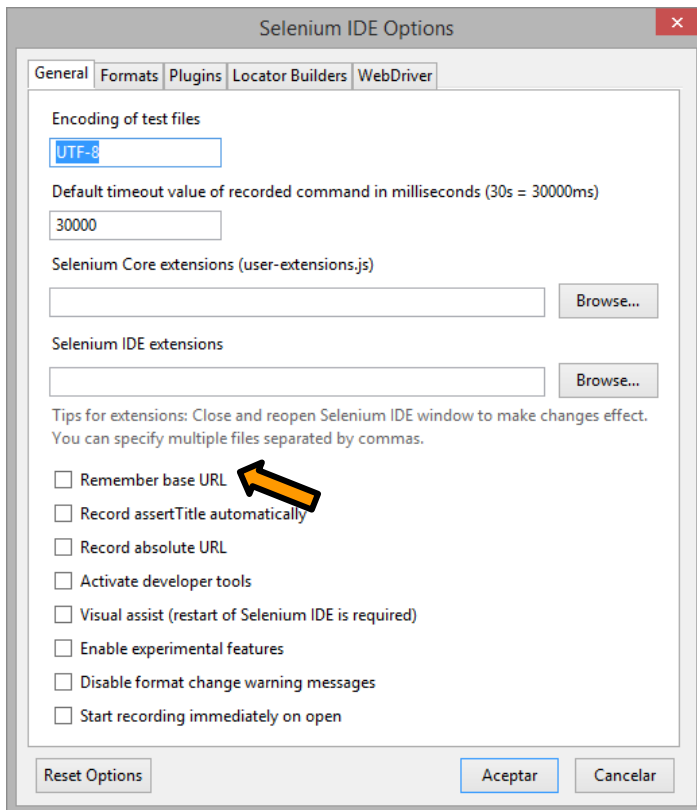 Selenium IDE Options
General Formats Plugins Locator Builders WebDriver
Encoding of test files
UTF-8
Default timeout value of recorded command in milliseconds (30s = 30000ms)
30000
Selenium Core extensions (user-extensions.js)
Browse...
Selenium IDE extensions
Browse...
Tips for extensions: Close and reopen Selenium IDE window to make changes effect.
You can specify multiple files separated by commas.
Remember base URL
Record assertTitle automatically
Record absolute URL
Activate developer tools
Visual assist (restart of Selenium IDE is required)
Enable experimental features
Disable format change warning messages
Start recording immediately on open
Reset Options Aceptar Cancelar